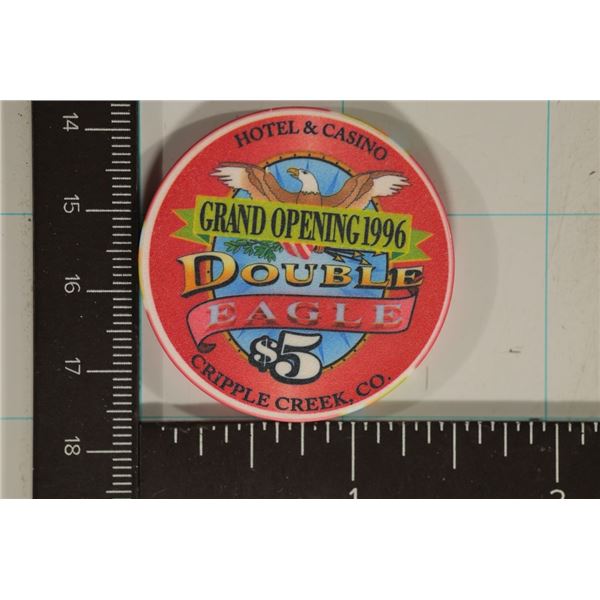 HOTEL & CASINO
GRAND OPENING 1996
DOUBLE
EAGLE
$5
CRIPPLE CREEK, CO.
14
15
16
17
18
1
2